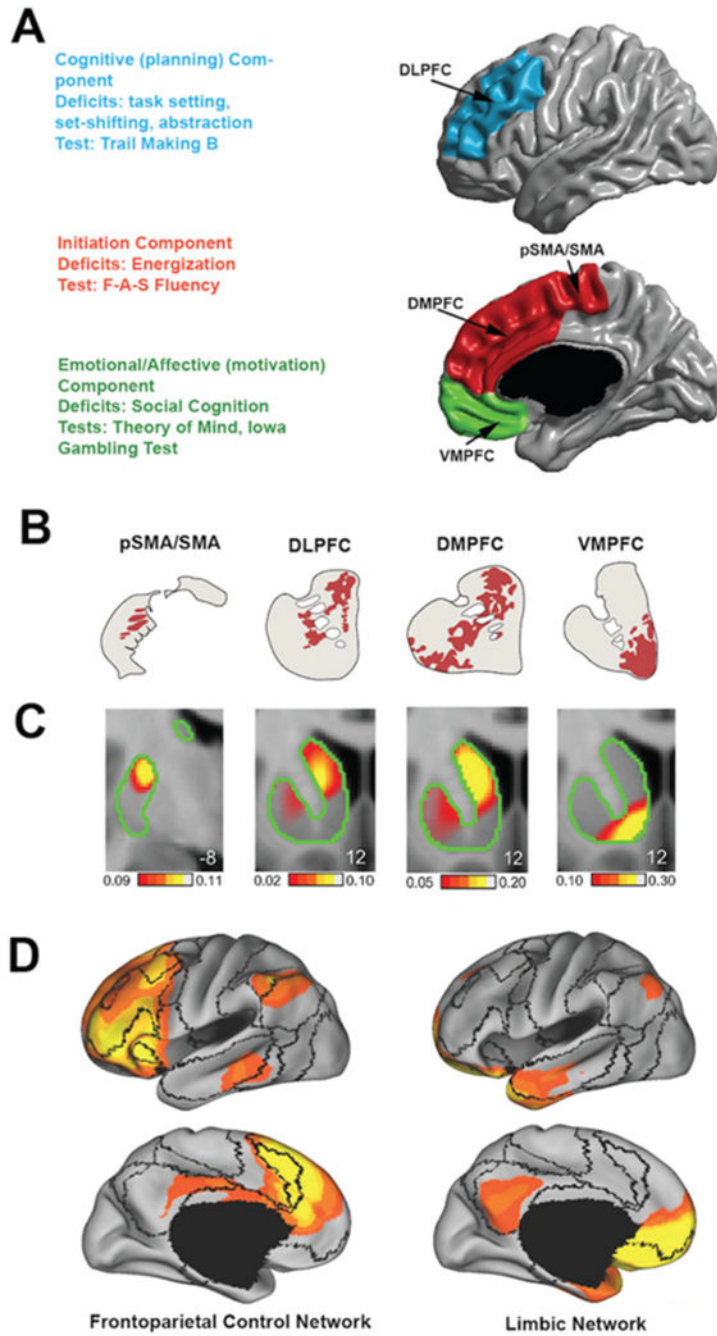 A
Cognitive (planning) Com-
ponent
Deficits: task setting,
set-shifting, abstraction
Test: Trail Making B
DLPFC
Initiation Component
Deficits: Energization
Test: F-A-S Fluency
pSMA/SMA
DMPFC
Emotional/Affective (motivation)
Component
Deficits: Social Cognition
Tests: Theory of Mind, Iowa
Gambling Test
VMPFC
B
pSMA/SMA DLPFC DMPFC VMPFC
C
-8 12 12 12
0.09 0.11 0.02 0.10 0.05 0.20 0.10 0.30
D
Frontoparietal Control Network Limbic Network